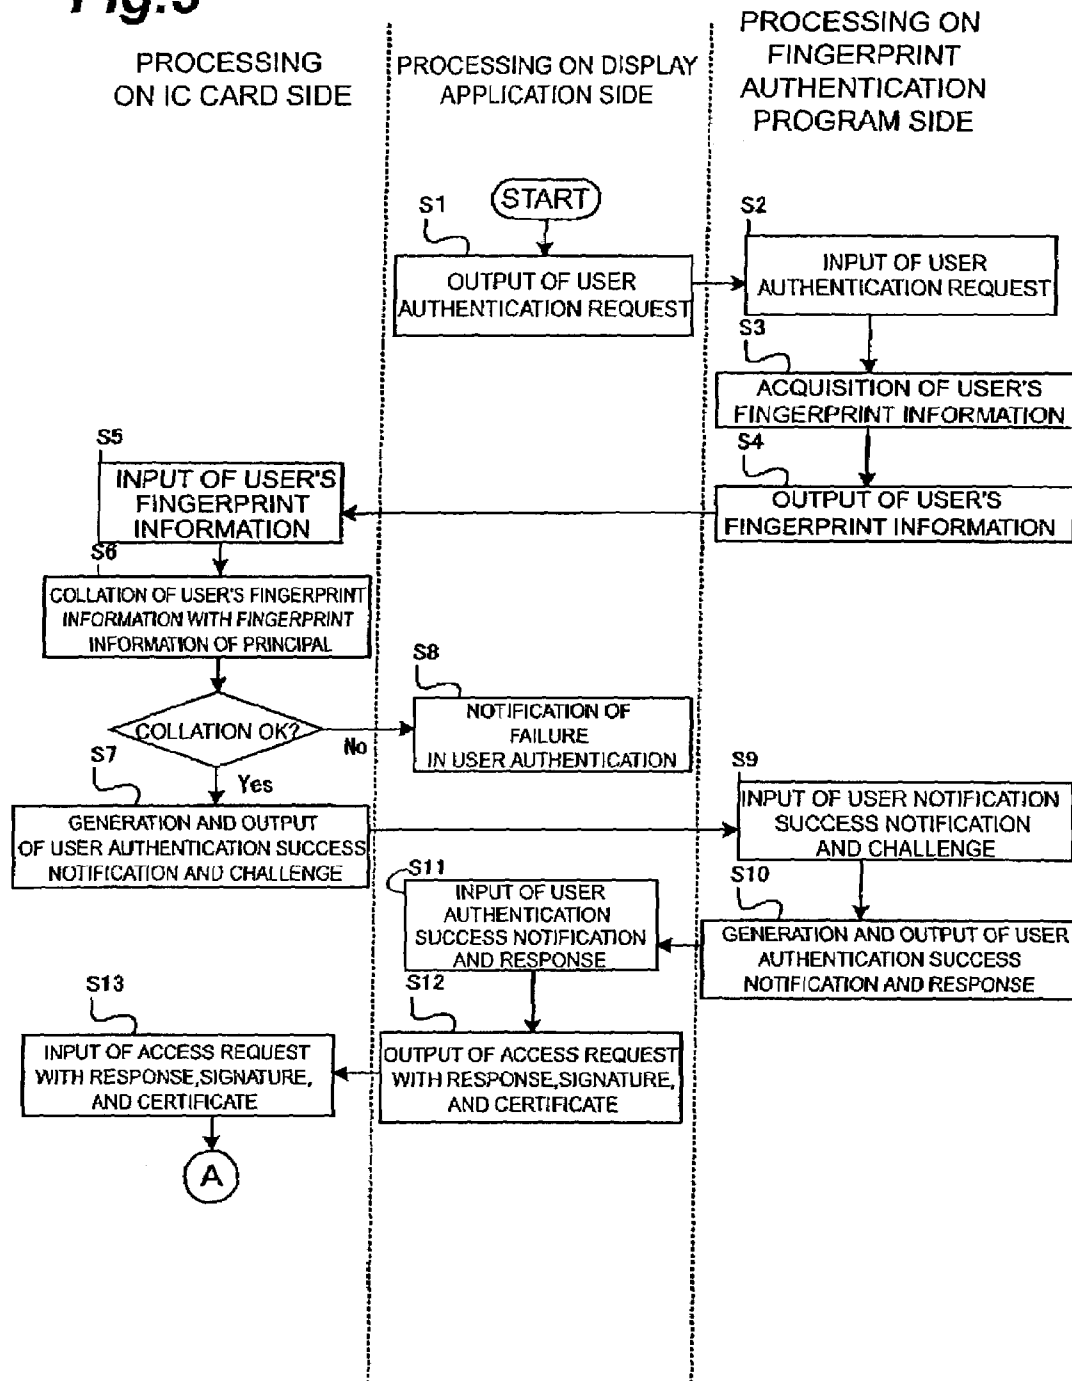 PROCESSING
ON IC CARD SIDE
PROCESSING ON DISPLAY
APPLICATION SIDE
PROCESSING ON
FINGERPRINT
AUTHENTICATION
PROGRAM SIDE
START
S1
OUTPUT OF USER
AUTHENTICATION REQUEST
S2
INPUT OF USER
AUTHENTICATION REQUEST
S3
ACQUISITION OF USER'S
FINGERPRINT INFORMATION
S4
OUTPUT OF USER'S
FINGERPRINT INFORMATION
S5
INPUT OF USER'S
FINGERPRINT
INFORMATION
S6
COLLATION OF USER'S FINGERPRINT
INFORMATION WITH FINGERPRINT
INFORMATION OF PRINCIPAL
COLLATION OK?
No
Yes
S8
NOTIFICATION OF
FAILURE
IN USER AUTHENTICATION
S7
GENERATION AND OUTPUT
OF USER AUTHENTICATION SUCCESS
NOTIFICATION AND CHALLENGE
S9
INPUT OF USER NOTIFICATION
SUCCESS NOTIFICATION
AND CHALLENGE
S10
GENERATION AND OUTPUT OF USER
AUTHENTICATION SUCCESS
NOTIFICATION AND RESPONSE
S11
INPUT OF USER
AUTHENTICATION
SUCCESS NOTIFICATION
AND RESPONSE
S12
OUTPUT OF ACCESS REQUEST
WITH RESPONSE,SIGNATURE,
AND CERTIFICATE
S13
INPUT OF ACCESS REQUEST
WITH RESPONSE,SIGNATURE,
AND CERTIFICATE
A